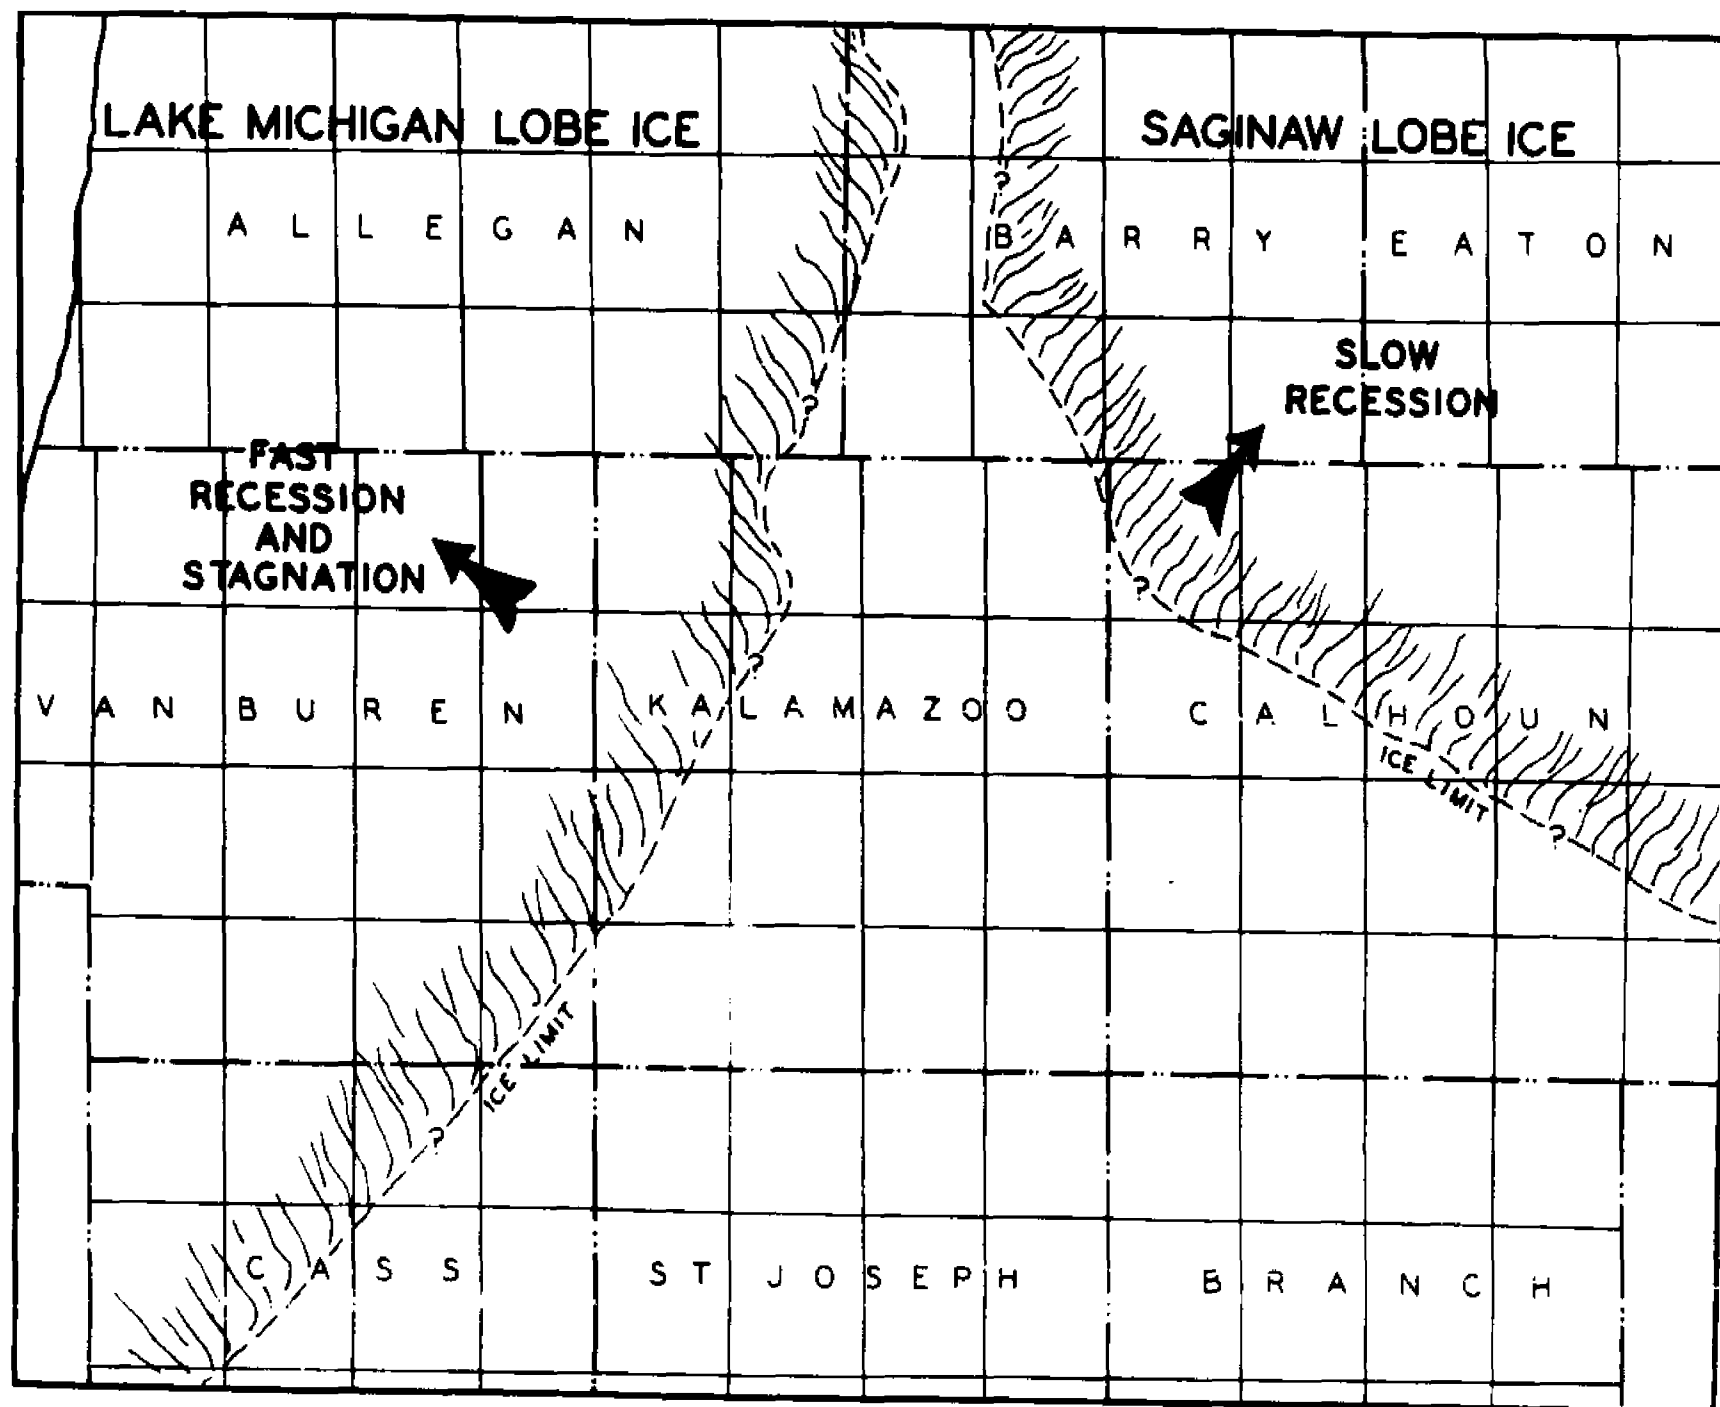 LAKE MICHIGAN LOBE ICE
SAGINAW LOBE ICE
?
ALLEGAN
BARRY
EATON
SLOW
RECESSION
?
FAST
RECESSION
AND
STAGNATION
?
?
VAN BUREN
KALAMAZOO
CALHOUN
ICE LIMIT
?
ICE LIMIT
?
CASS
ST JOSEPH
BRANCH